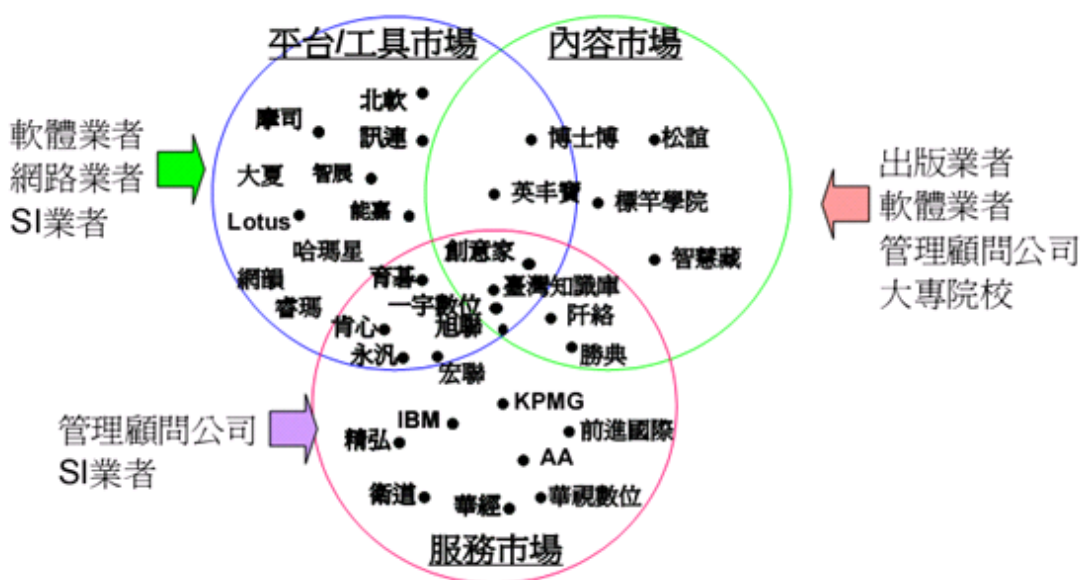 平台/工具市場
內容市場
北軟
摩司
訊連
博士博
松誼
軟體業者
網路業者
SI業者
大夏
智展
Lotus
能嘉
英丰寶
標竿學院
出版業者
軟體業者
管理顧問公司
大專院校
哈瑪星
創意家
智慧藏
網韻
育碁
臺灣知識庫
睿瑪
一宇數位
肯心
旭聯
阡絡
永汎
宏聯
勝典
管理顧問公司
SI業者
KPMG
IBM
精弘
前進國際
AA
衛道
華經
華視數位
服務市場